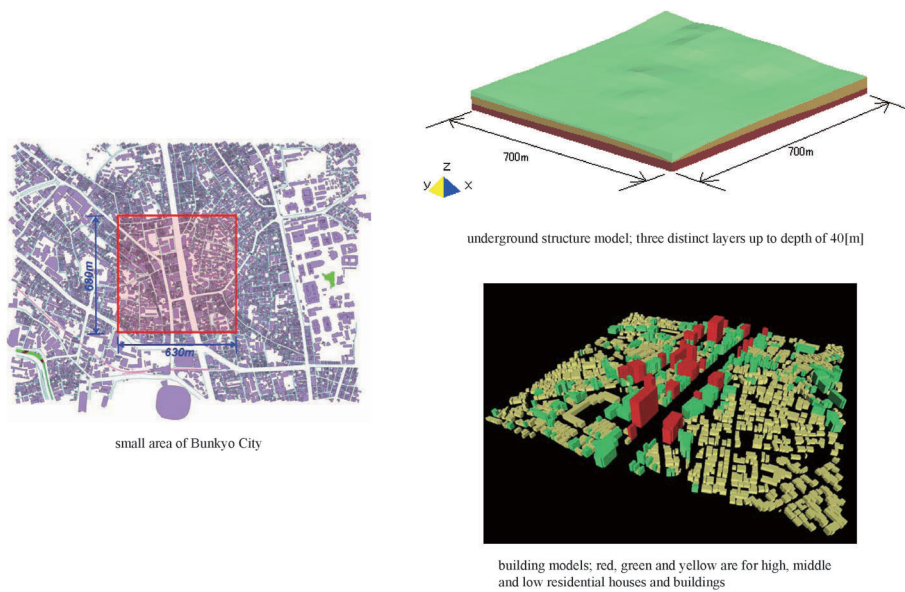 700m
700m
z
y
x
underground structure model; three distinct layers up to depth of 40[m]
630m
small area of Bunkyo City
building models; red, green and yellow are for high, middle
and low residential houses and buildings